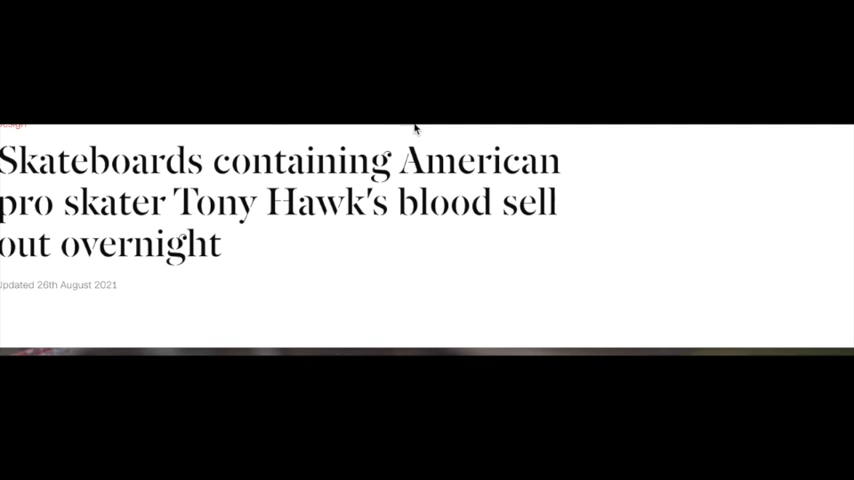 Skateboards containing American
pro skater Tony Hawk's blood sell
out overnight
Updated 26th August 2021